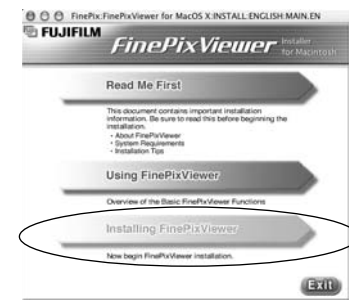 FinePix:FinePixViewer for MacOS X:INSTALL:ENGLISH:MAIN.EN
FUJIFILM
FinePixViewer Installer
for Macintosh
Read Me First
This document contains important installation
information. Be sure to read this before beginning the
installation.
- About FinePixViewer
- System Requirements
- Installation Tips
Using FinePixViewer
Overview of the Basic FinePixViewer Functions
Installing FinePixViewer
Now begin FinePixViewer installation.
Exit